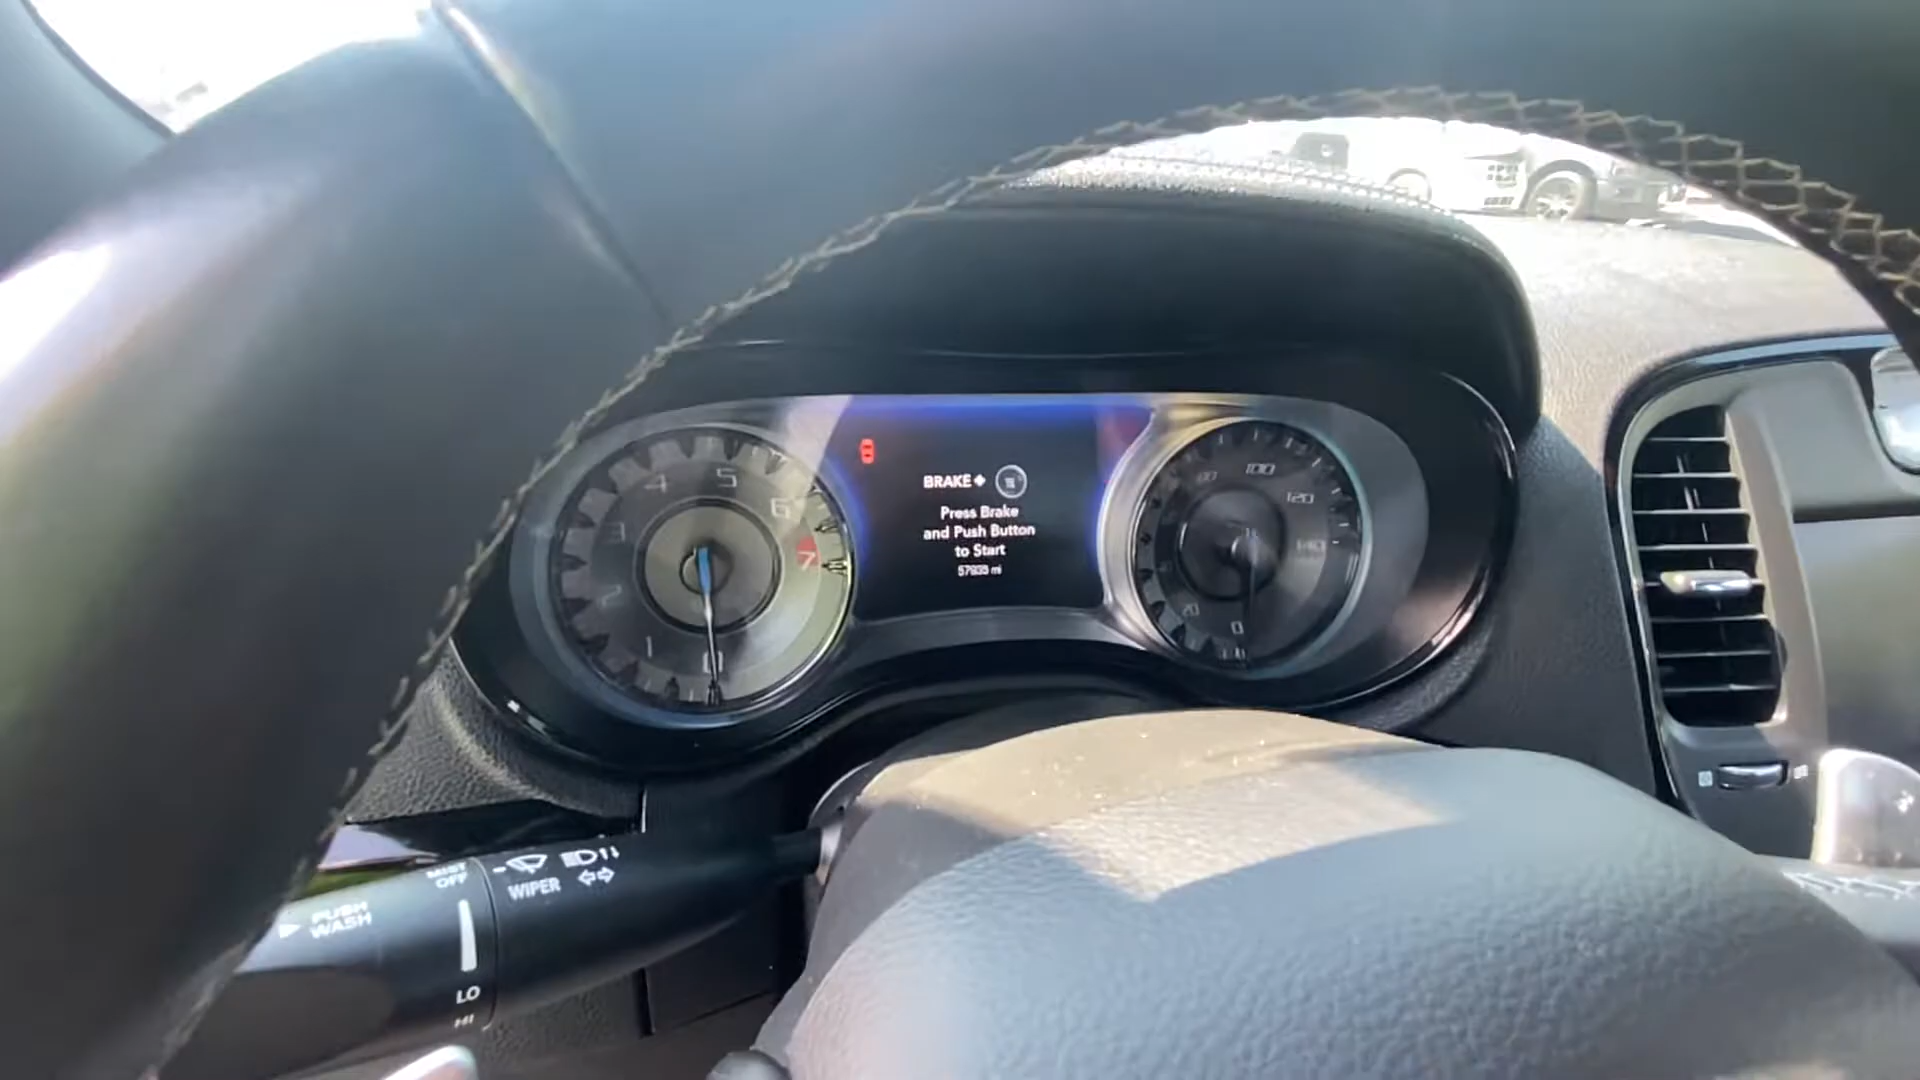 BRAKE+
Press Brake
and Push Button
to Start
57935 mi
0
1
2
3
4
5
6
7
0
20
80
100
120
140
MIST
OFF
WIPER
PUSH
WASH
LO
HI